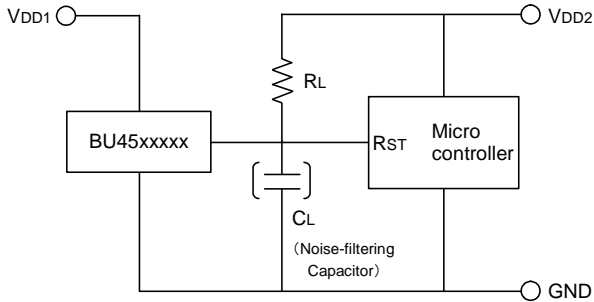 VDD1
VDD2
RL
BU45xxxxx
RST
Micro
controller
CL
（Noise-filtering
Capacitor）
GND